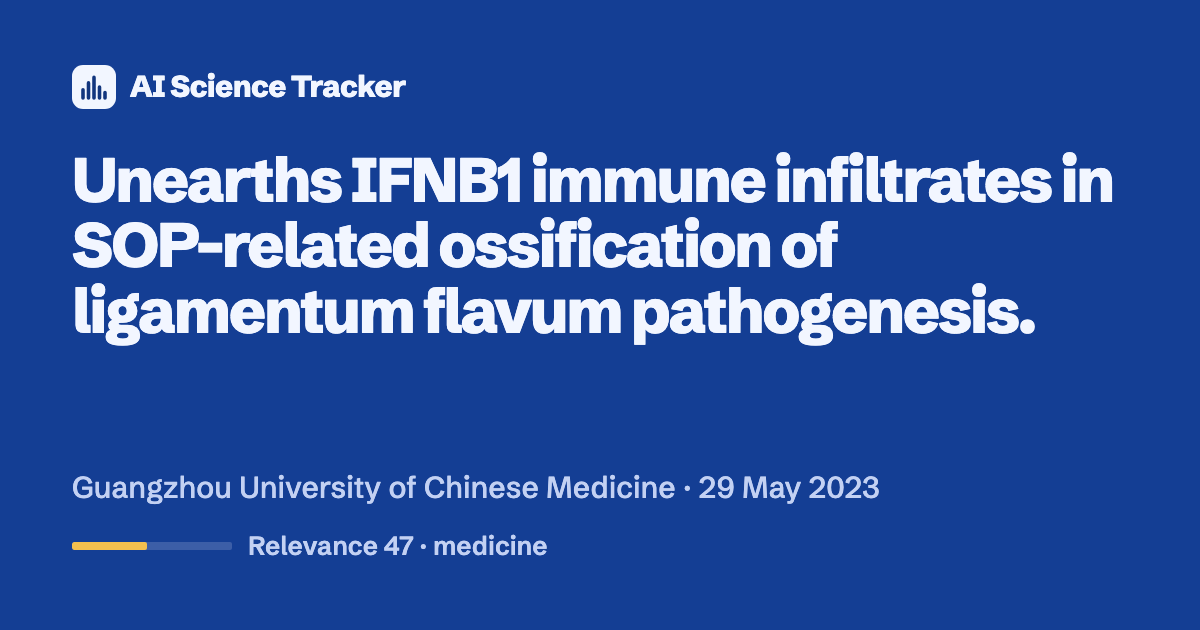 AI Science Tracker
Unearths IFNB1 immune infiltrates in
SOP-related ossification of
ligamentum flavum pathogenesis.
Guangzhou University of Chinese Medicine · 29 May 2023
Relevance 47 · medicine